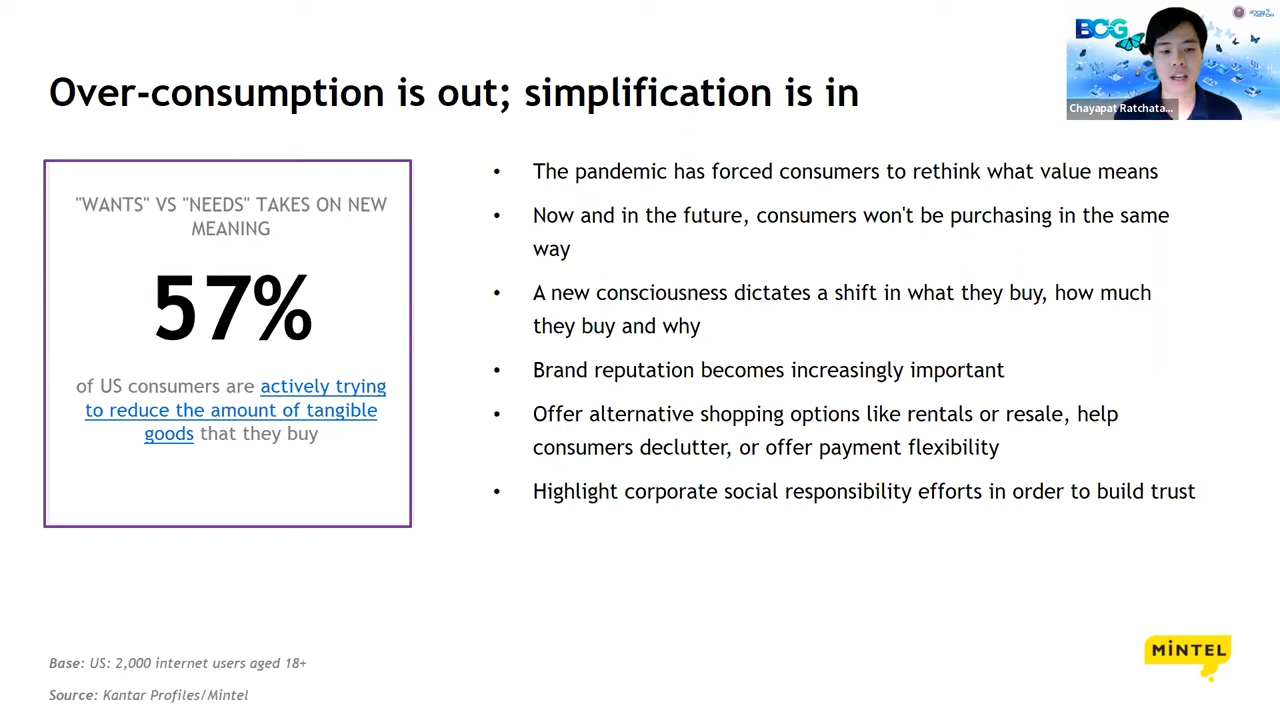 BCG
Chayapat Ratchata...
Over-consumption is out; simplification is in
"WANTS" VS "NEEDS" TAKES ON NEW
MEANING
57%
of US consumers are actively trying
to reduce the amount of tangible
goods that they buy
• The pandemic has forced consumers to rethink what value means
• Now and in the future, consumers won't be purchasing in the same
way
• A new consciousness dictates a shift in what they buy, how much
they buy and why
• Brand reputation becomes increasingly important
• Offer alternative shopping options like rentals or resale, help
consumers declutter, or offer payment flexibility
• Highlight corporate social responsibility efforts in order to build trust
Base: US: 2,000 internet users aged 18+
Source: Kantar Profiles/Mintel
MINTEL